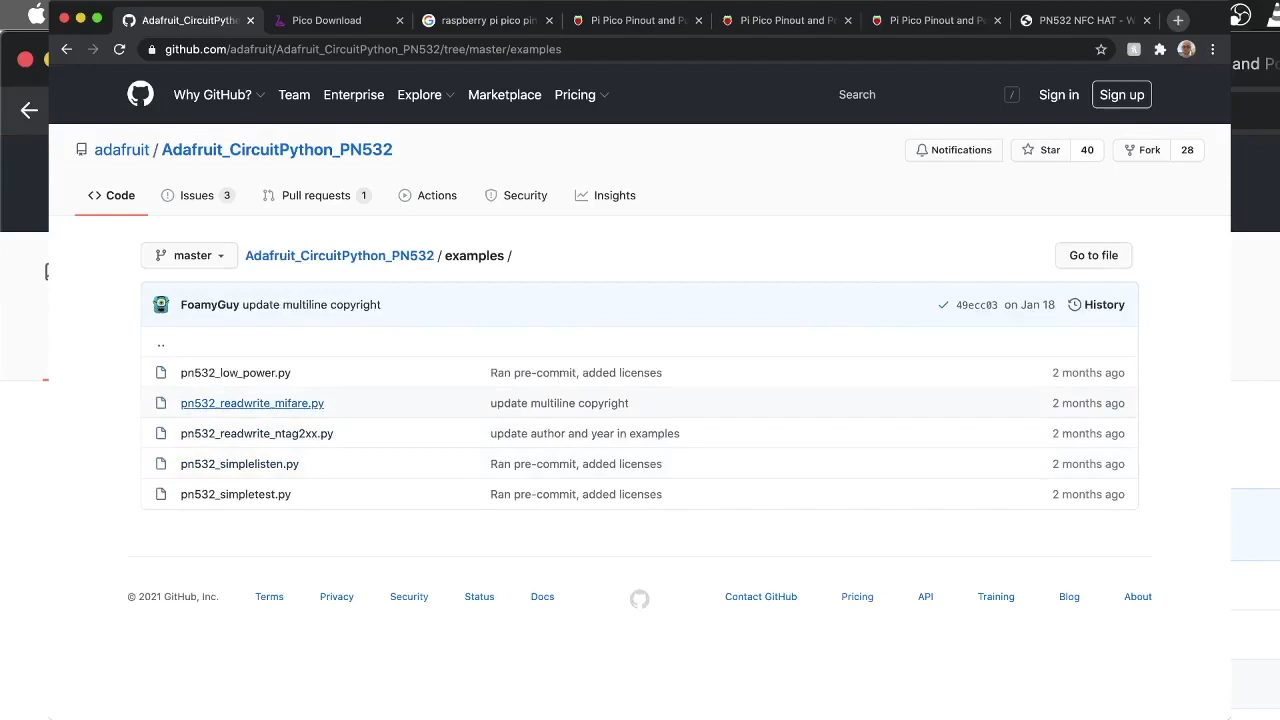 Adafruit_CircuitPytho
Pico Download
raspberry pi pico pin
Pi Pico Pinout and Po
Pi Pico Pinout and Po
Pi Pico Pinout and Po
PN532 NFC HAT - W
github.com/adafruit/Adafruit_CircuitPython_PN532/tree/master/examples
and Po
Why GitHub? Team Enterprise Explore Marketplace Pricing Search / Sign in Sign up
adafruit / Adafruit_CircuitPython_PN532
Notifications Star 40 Fork 28
<> Code Issues 3 Pull requests 1 Actions Security Insights
master Adafruit_CircuitPython_PN532 / examples / Go to file
FoamyGuy update multiline copyright 49ecc03 on Jan 18 History
..
pn532_low_power.py Ran pre-commit, added licenses 2 months ago
pn532_readwrite_mifare.py update multiline copyright 2 months ago
pn532_readwrite_ntag2xx.py update author and year in examples 2 months ago
pn532_simplelisten.py Ran pre-commit, added licenses 2 months ago
pn532_simpletest.py Ran pre-commit, added licenses 2 months ago
© 2021 GitHub, Inc. Terms Privacy Security Status Docs Contact GitHub Pricing API Training Blog About